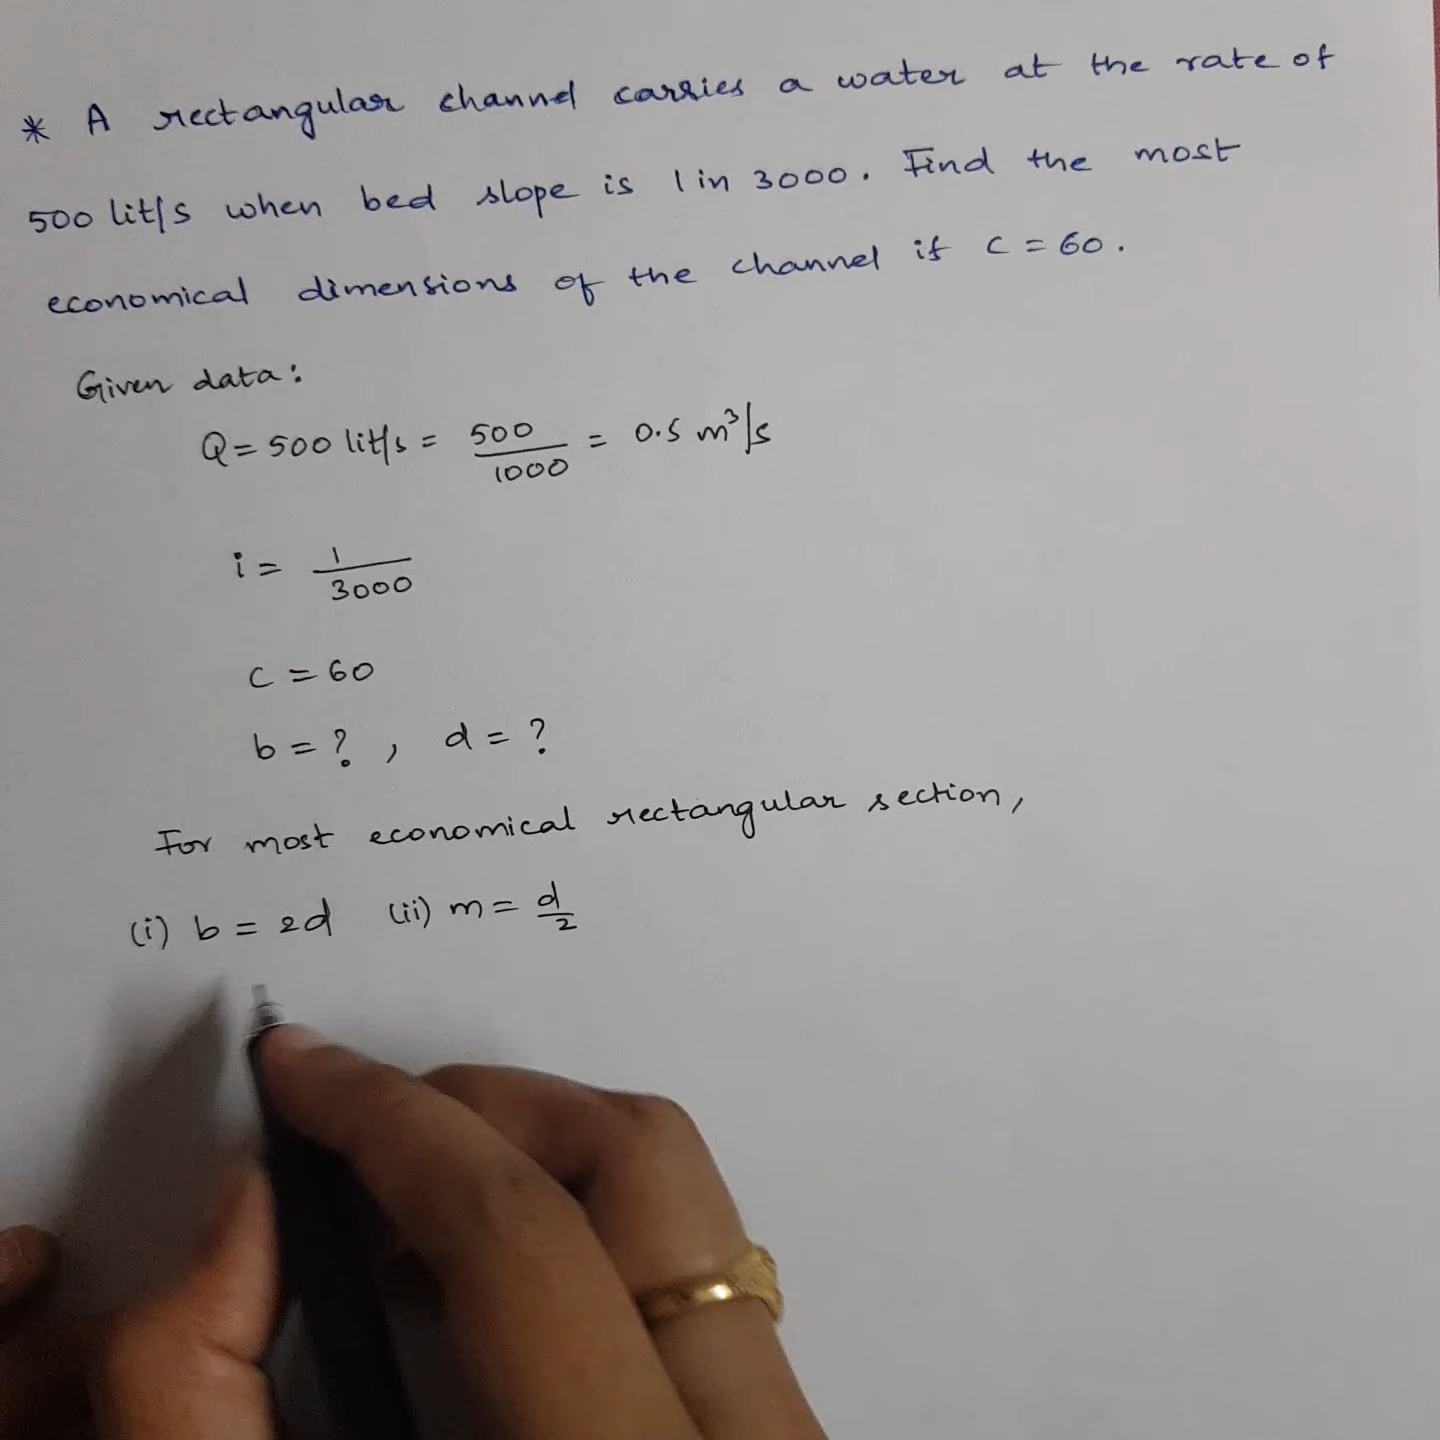 * A rectangular channel carries a water at the rate of
500 lit/s when bed slope is 1 in 3000. Find the most
economical dimensions of the channel if C = 60.
Given data:
Q = 500 lit/s = 500/1000 = 0.5 m³/s
i = 1/3000
C = 60
b = ? , d = ?
For most economical rectangular section,
(i) b = 2d (ii) m = d/2